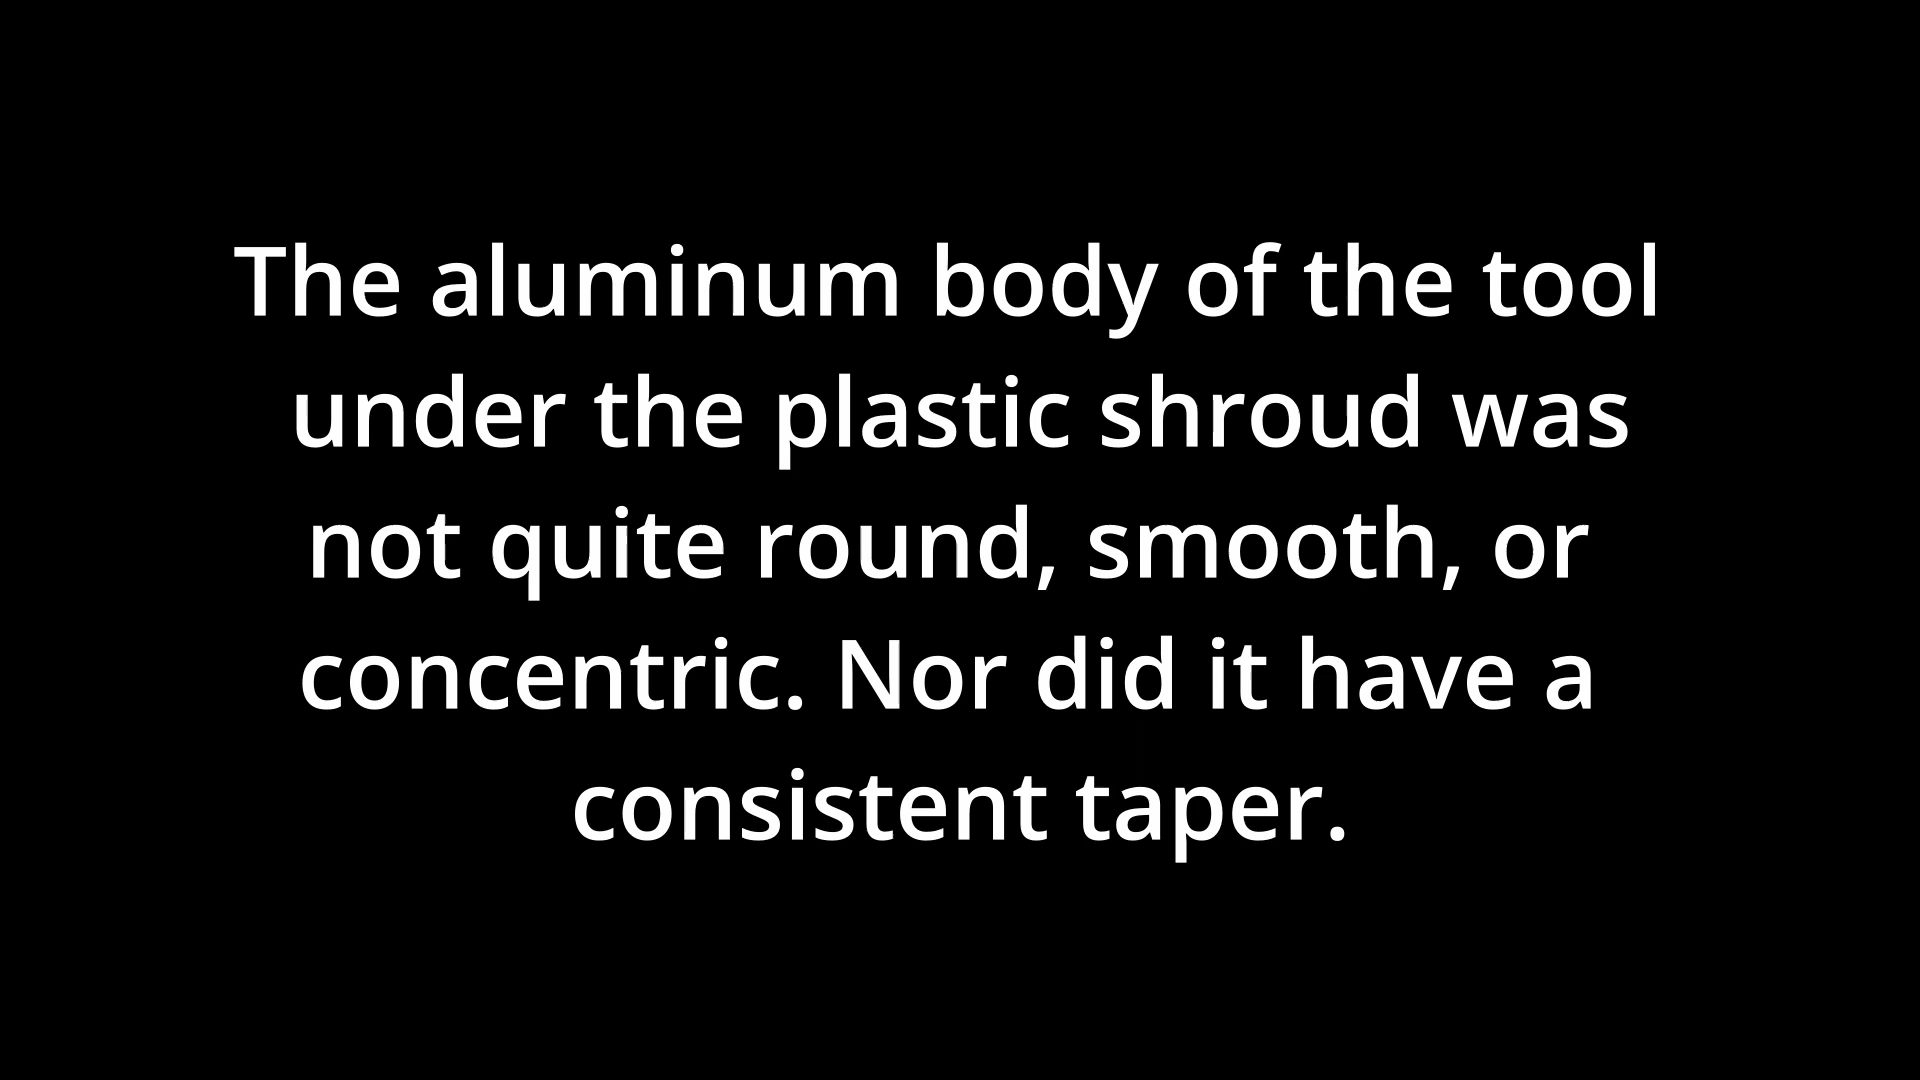 The aluminum body of the tool
under the plastic shroud was
not quite round, smooth, or
concentric. Nor did it have a
consistent taper.